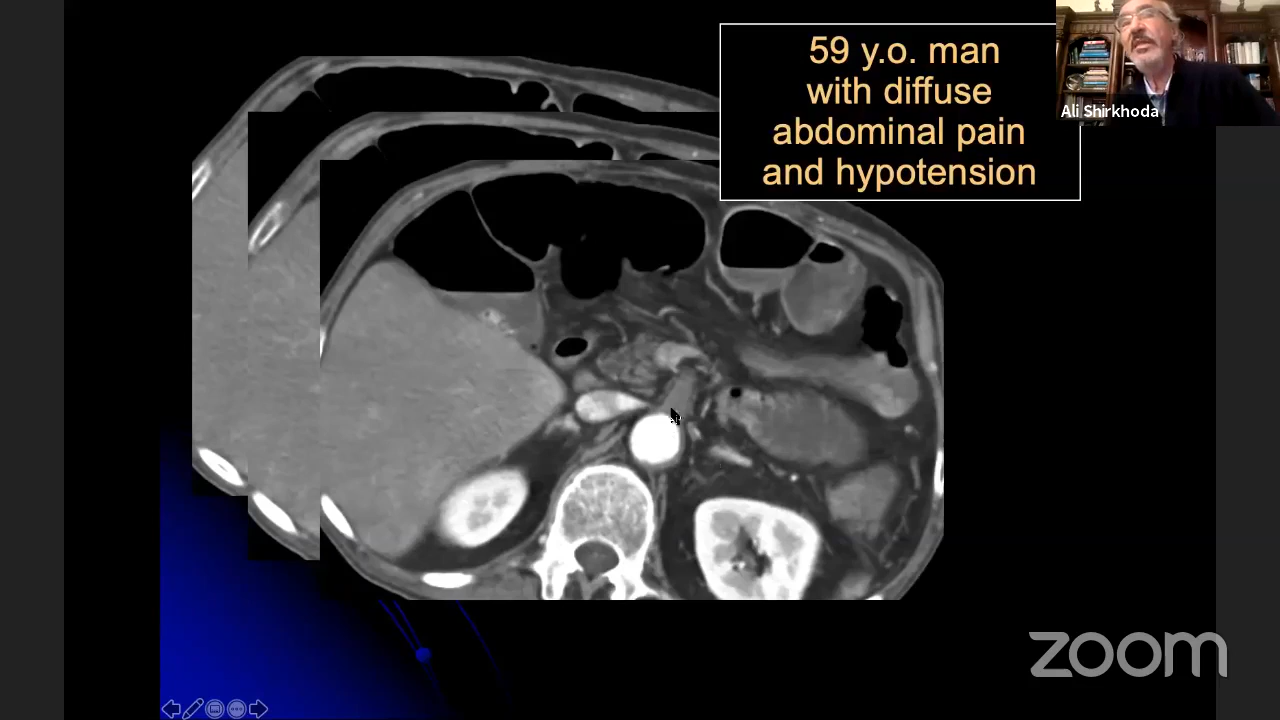 59 y.o. man
with diffuse
abdominal pain
and hypotension
Ali Shirkhoda
zoom